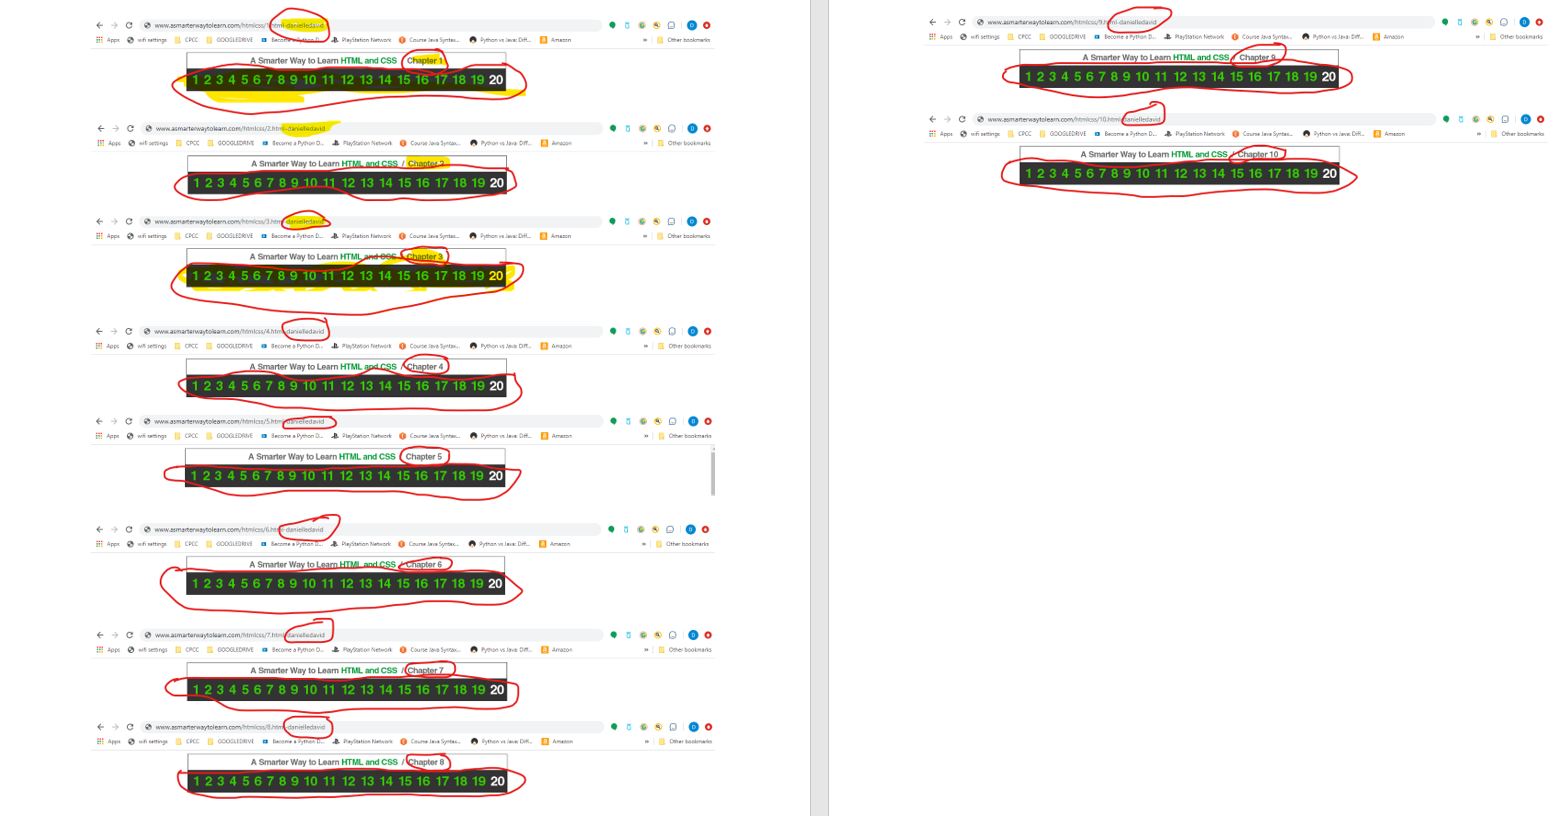 www.asmarterwaytolearn.com/htmlcss/1.html-danielledavid
Apps wifi settings CPCC GOOGLEDRIVE Become a Python D... PlayStation Network Course Java Syntax... Python vs Java: Diff... Amazon » Other bookmarks
A Smarter Way to Learn HTML and CSS / Chapter 1
1 2 3 4 5 6 7 8 9 10 11 12 13 14 15 16 17 18 19 20
www.asmarterwaytolearn.com/htmlcss/2.html-danielledavid
Apps wifi settings CPCC GOOGLEDRIVE Become a Python D... PlayStation Network Course Java Syntax... Python vs Java: Diff... Amazon » Other bookmarks
A Smarter Way to Learn HTML and CSS / Chapter 2
1 2 3 4 5 6 7 8 9 10 11 12 13 14 15 16 17 18 19 20
www.asmarterwaytolearn.com/htmlcss/3.html-danielledavid
Apps wifi settings CPCC GOOGLEDRIVE Become a Python D... PlayStation Network Course Java Syntax... Python vs Java: Diff... Amazon » Other bookmarks
A Smarter Way to Learn HTML and CSS / Chapter 3
1 2 3 4 5 6 7 8 9 10 11 12 13 14 15 16 17 18 19 20
www.asmarterwaytolearn.com/htmlcss/4.html-danielledavid
Apps wifi settings CPCC GOOGLEDRIVE Become a Python D... PlayStation Network Course Java Syntax... Python vs Java: Diff... Amazon » Other bookmarks
A Smarter Way to Learn HTML and CSS / Chapter 4
1 2 3 4 5 6 7 8 9 10 11 12 13 14 15 16 17 18 19 20
www.asmarterwaytolearn.com/htmlcss/5.html-danielledavid
Apps wifi settings CPCC GOOGLEDRIVE Become a Python D... PlayStation Network Course Java Syntax... Python vs Java: Diff... Amazon » Other bookmarks
A Smarter Way to Learn HTML and CSS / Chapter 5
1 2 3 4 5 6 7 8 9 10 11 12 13 14 15 16 17 18 19 20
www.asmarterwaytolearn.com/htmlcss/6.html-danielledavid
Apps wifi settings CPCC GOOGLEDRIVE Become a Python D... PlayStation Network Course Java Syntax... Python vs Java: Diff... Amazon » Other bookmarks
A Smarter Way to Learn HTML and CSS / Chapter 6
1 2 3 4 5 6 7 8 9 10 11 12 13 14 15 16 17 18 19 20
www.asmarterwaytolearn.com/htmlcss/7.html-danielledavid
Apps wifi settings CPCC GOOGLEDRIVE Become a Python D... PlayStation Network Course Java Syntax... Python vs Java: Diff... Amazon » Other bookmarks
A Smarter Way to Learn HTML and CSS / Chapter 7
1 2 3 4 5 6 7 8 9 10 11 12 13 14 15 16 17 18 19 20
www.asmarterwaytolearn.com/htmlcss/8.html-danielledavid
Apps wifi settings CPCC GOOGLEDRIVE Become a Python D... PlayStation Network Course Java Syntax... Python vs Java: Diff... Amazon » Other bookmarks
A Smarter Way to Learn HTML and CSS / Chapter 8
1 2 3 4 5 6 7 8 9 10 11 12 13 14 15 16 17 18 19 20
www.asmarterwaytolearn.com/htmlcss/9.html-danielledavid
Apps wifi settings CPCC GOOGLEDRIVE Become a Python D... PlayStation Network Course Java Syntax... Python vs Java: Diff... Amazon » Other bookmarks
A Smarter Way to Learn HTML and CSS / Chapter 9
1 2 3 4 5 6 7 8 9 10 11 12 13 14 15 16 17 18 19 20
www.asmarterwaytolearn.com/htmlcss/10.html-danielledavid
Apps wifi settings CPCC GOOGLEDRIVE Become a Python D... PlayStation Network Course Java Syntax... Python vs Java: Diff... Amazon » Other bookmarks
A Smarter Way to Learn HTML and CSS / Chapter 10
1 2 3 4 5 6 7 8 9 10 11 12 13 14 15 16 17 18 19 20